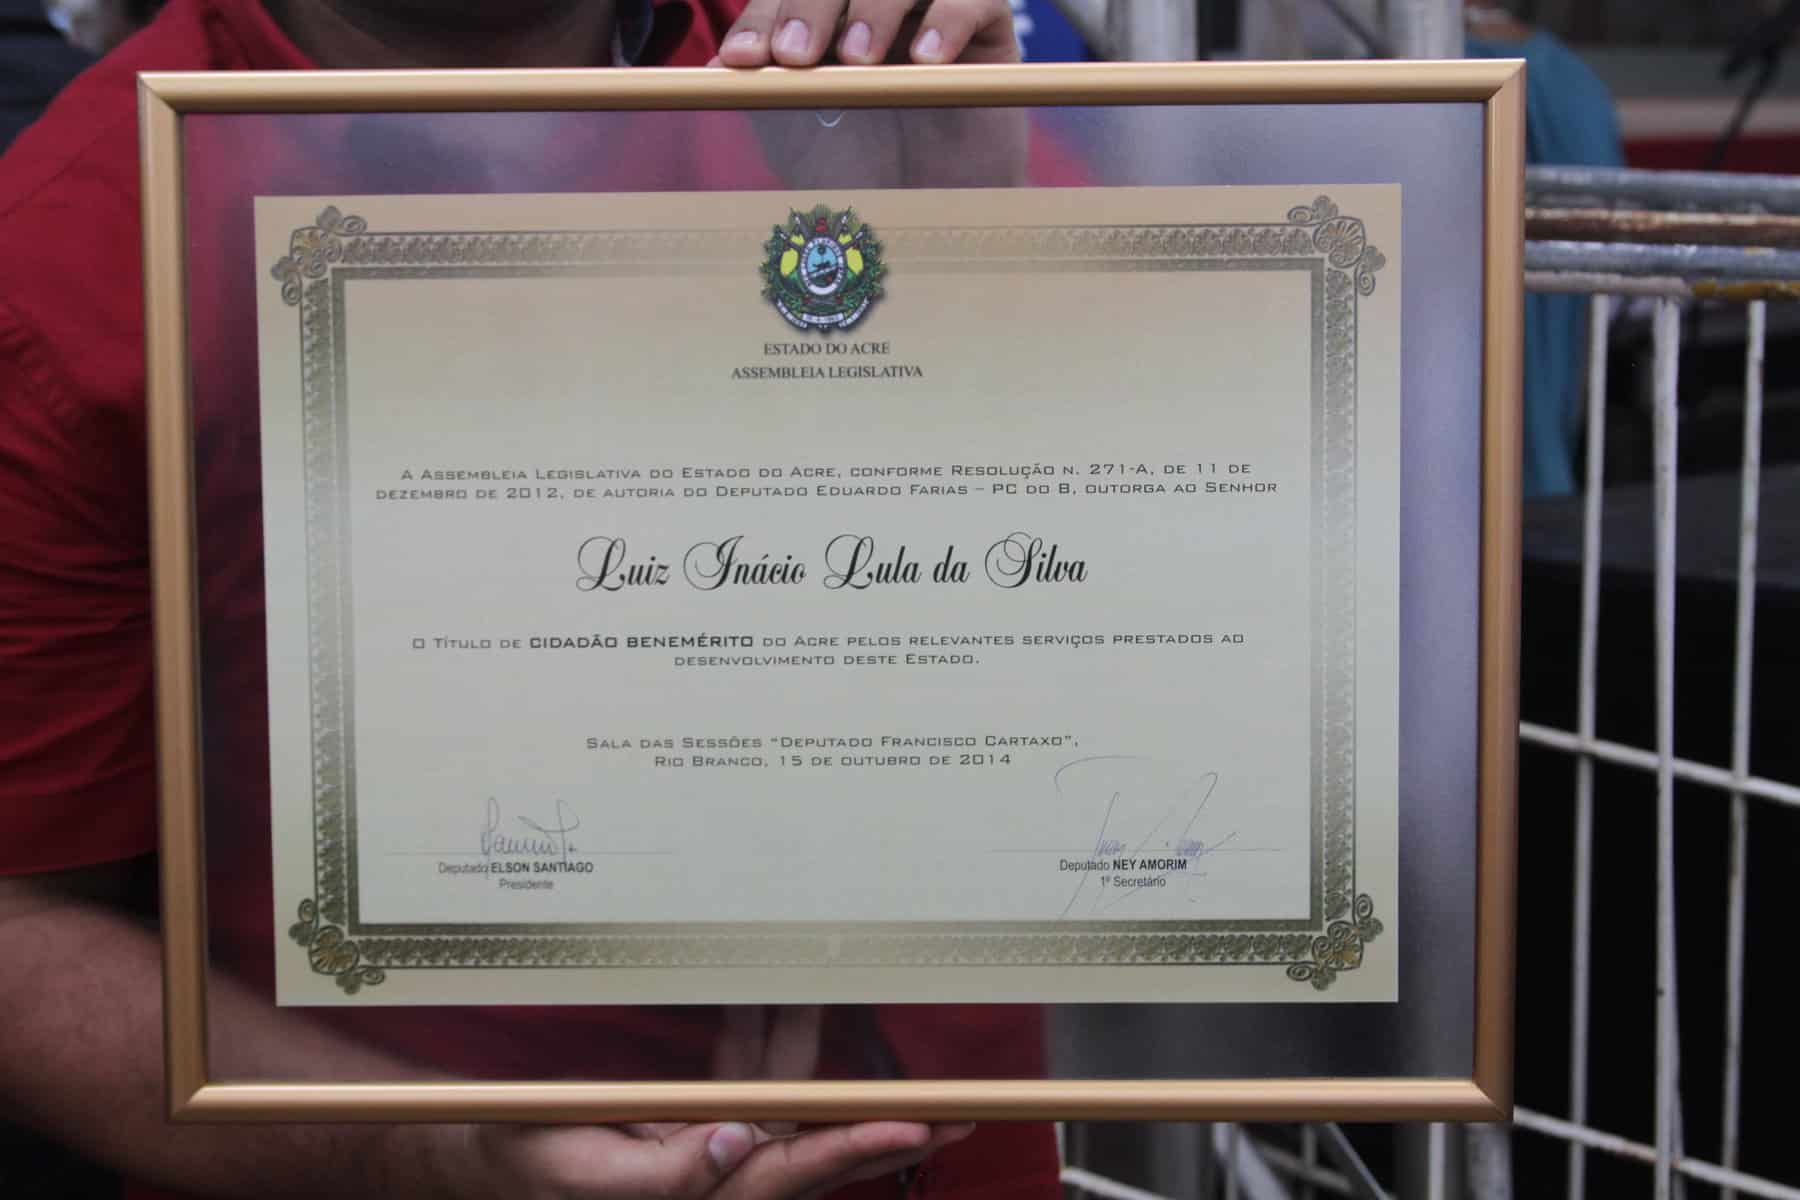 ESTADO DO ACRE
ASSEMBLEIA LEGISLATIVA
A ASSEMBLEIA LEGISLATIVA DO ESTADO DO ACRE, CONFORME RESOLUÇÃO N. 271-A, DE 11 DE
DEZEMBRO DE 2012, DE AUTORIA DO DEPUTADO EDUARDO FARIAS – PC DO B, OUTORGA AO SENHOR
Luiz Inácio Lula da Silva
O TÍTULO DE CIDADÃO BENEMÉRITO DO ACRE PELOS RELEVANTES SERVIÇOS PRESTADOS AO
DESENVOLVIMENTO DESTE ESTADO.
SALA DAS SESSÕES “DEPUTADO FRANCISCO CARTAXO”,
RIO BRANCO, 15 DE OUTUBRO DE 2014
Deputado ELSON SANTIAGO
Presidente
Deputado NEY AMORIM
1º Secretário